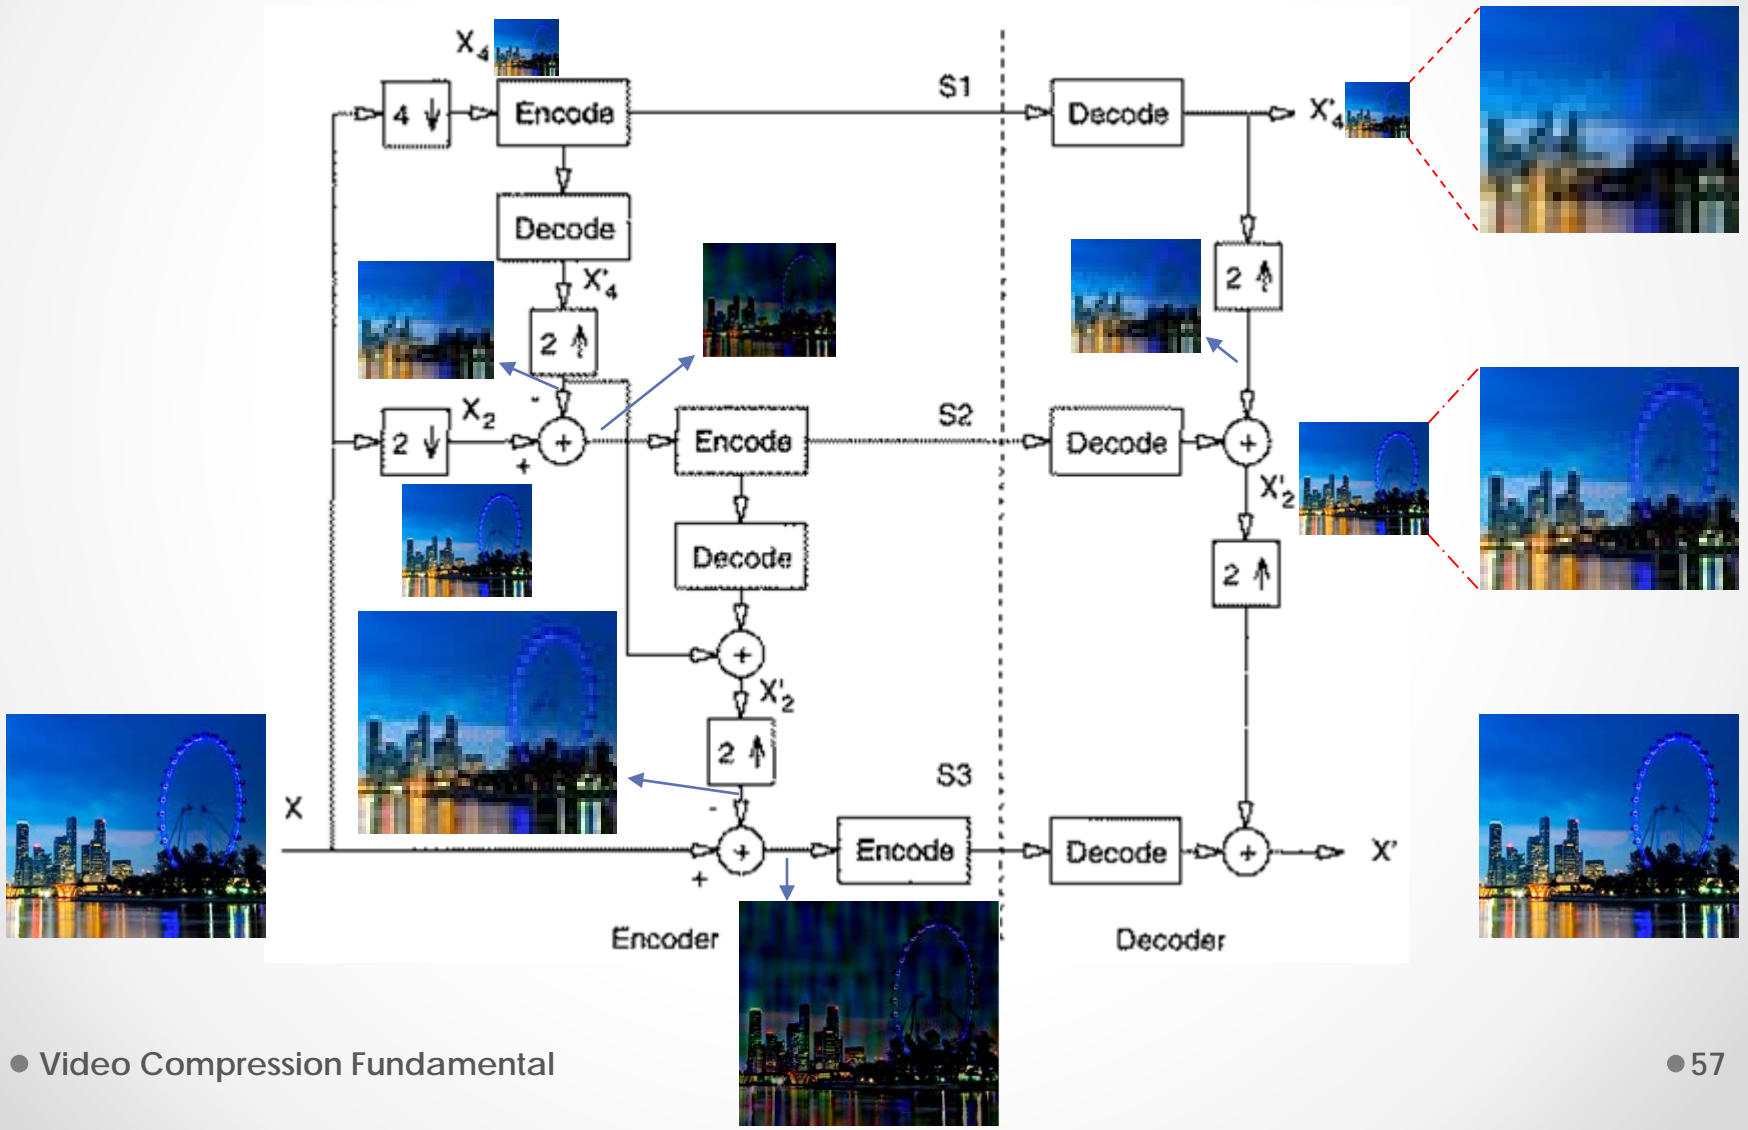 X₄
4 ↓
Encode
S1
Decode
X'₄
Decode
X'₄
2 ↑
2 ↑
-
X₂
2 ↓
+
+
Encode
S2
Decode
+
X'₂
Decode
2 ↑
+
X'₂
2 ↑
S3
X
-
+
+
Encode
Decode
+
X'
Encoder
Decoder
● Video Compression Fundamental
● 57